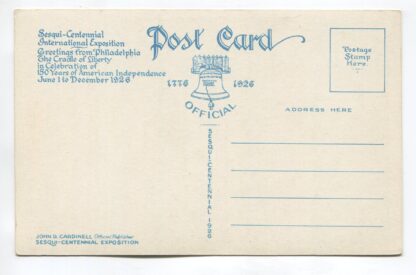 Sesqui-Centennial
International Exposition
Greetings from Philadelphia
The Cradle of Liberty
in Celebration of
150 Years of American Independence
June 1 to December 1926
Post Card
1776 1926
OFFICIAL
Postage
Stamp
Here.
ADDRESS HERE
SESQUI-CENTENNIAL 1926
JOHN D. CARDINELL Official Publisher
SESQUI-CENTENNIAL EXPOSITION